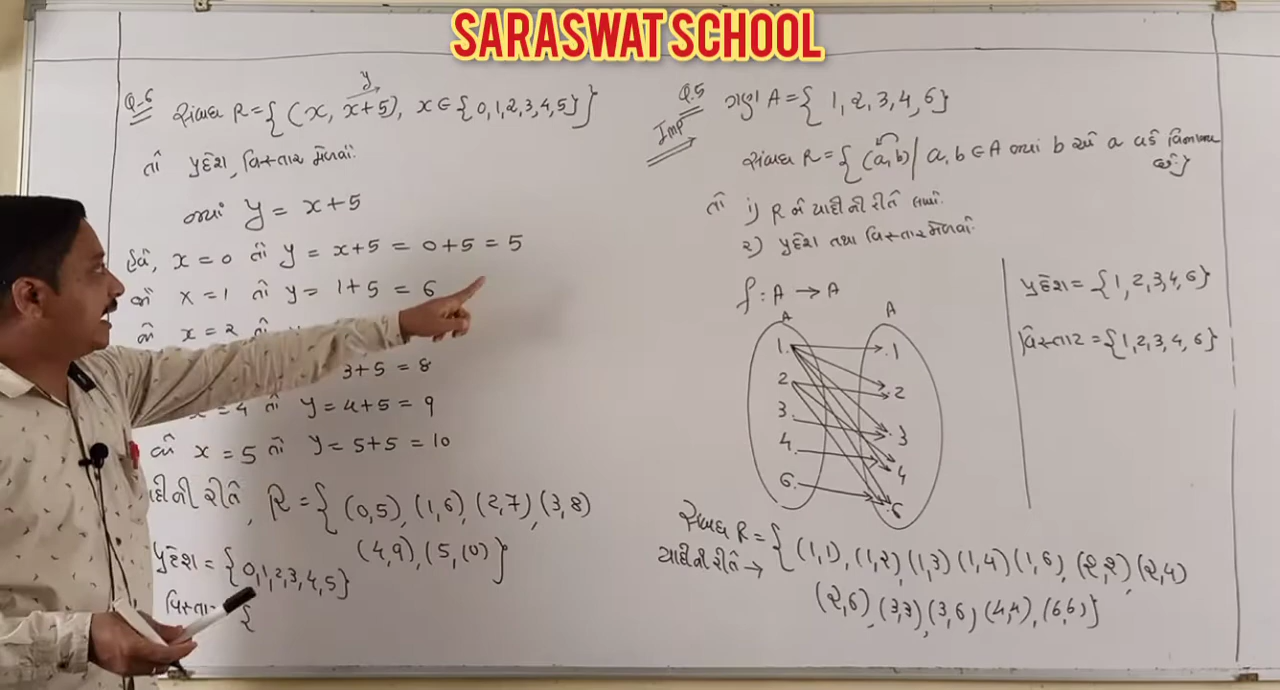 SARASWAT SCHOOL
Q.6 સંબંધ R = { (x, x+5), x ∈ {0,1,2,3,4,5} }
y
તો પ્રદેશ, વિસ્તાર મેળવો.
જ્યાં y = x+5
હવે, x = 0 તો y = x+5 = 0+5 = 5
જો x = 1 તો y = 1+5 = 6
જો x = 2 તો
3+5 = 8
x = 4 તો y = 4+5 = 9
જો x = 5 તો y = 5+5 = 10
યાદીની રીતે, R = { (0,5), (1,6), (2,7), (3,8)
(4,9), (5,10) }
પ્રદેશ = {0,1,2,3,4,5}
વિસ્તાર {
Q.5 ગણ A = { 1, 2, 3, 4, 6 }
Imp
સંબંધ R = { (a,b) / a, b ∈ A જ્યાં b એ a વડે વિભાજ્ય
છે.}
તો i) R ને યાદીની રીતે લખો.
૨) પ્રદેશ તથા વિસ્તાર મેળવો.
f : A → A
A A
1. .1
2. .2
3. .3
4. 4
6. .6
પ્રદેશ = {1,2,3,4,6}
વિસ્તાર = {1,2,3,4,6}
સંબંધ R = { (1,1), (1,2), (1,3) (1,4) (1,6), (2,2), (2,4)
યાદીની રીતે →
(2,6), (3,3), (3,6) (4,4), (6,6) }